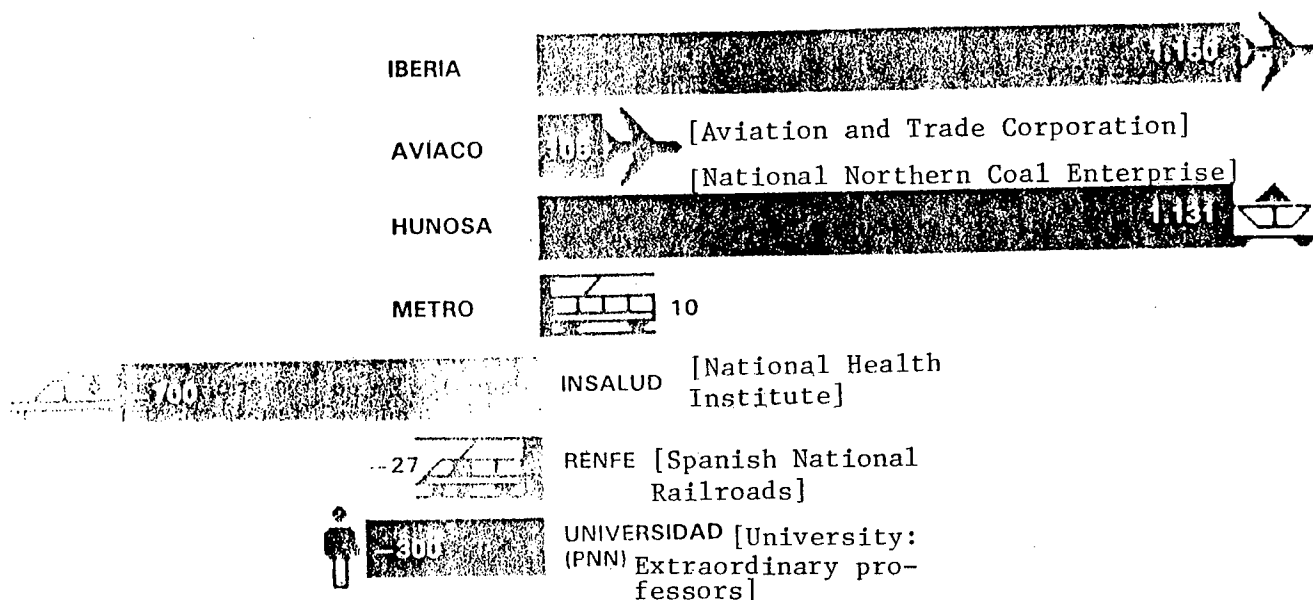 IBERIA
1.150
AVIACO
[Aviation and Trade Corporation]
[National Northern Coal Enterprise]
HUNOSA
1.131
METRO
10
-700
INSALUD
[National Health
Institute]
--27
RENFE [Spanish National
Railroads]
-300
UNIVERSIDAD [University:
(PNN) Extraordinary pro-
fessors]